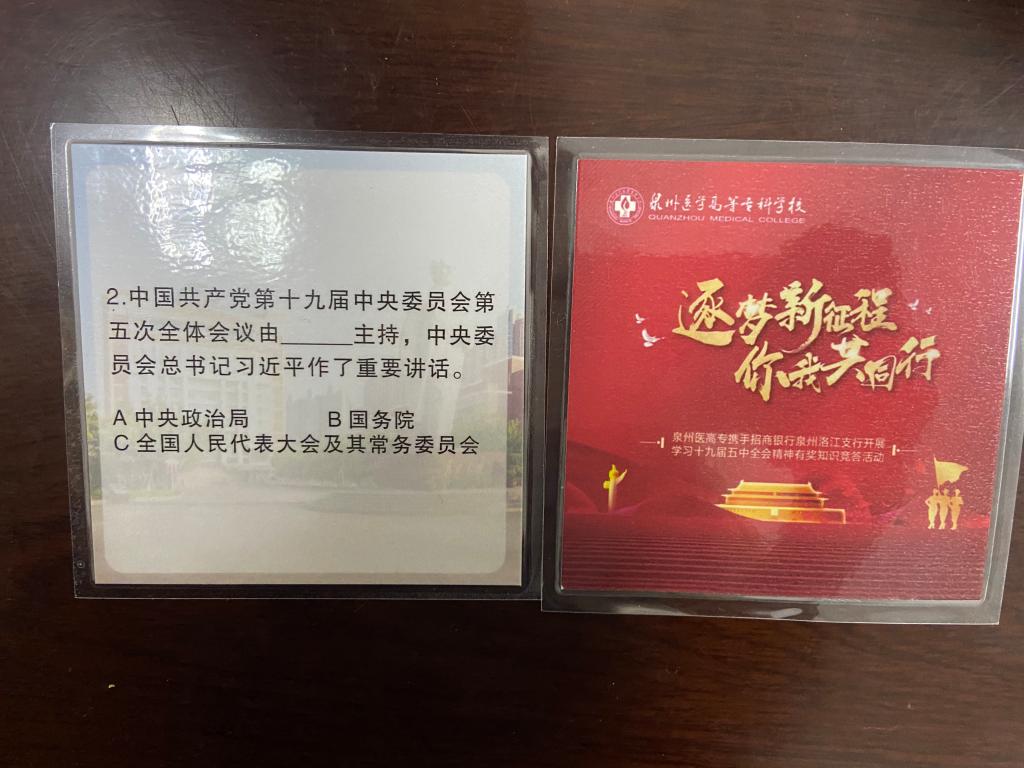 2.中国共产党第十九届中央委员会第
五次全体会议由______主持，中央委
员会总书记习近平作了重要讲话。
A 中央政治局 B 国务院
C 全国人民代表大会及其常务委员会
泉州医学高等专科学校
QUANZHOU MEDICAL COLLEGE
逐梦新征程
你我共同行
泉州医高专携手招商银行泉州洛江支行开展
学习十九届五中全会精神有奖知识竞答活动